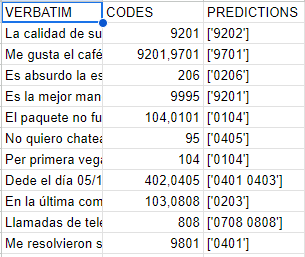 VERBATIM CODES PREDICTIONS
La calidad de su 9201 ['9202']
Me gusta el café 9201,9701 ['9701']
Es absurdo la es 206 ['0206']
Es la mejor man 9995 ['9201']
El paquete no fu 104,0101 ['0104']
No quiero chatea 95 ['0405']
Per primera vega 104 ['0104']
Dede el día 05/1 402,0405 ['0401 0403']
En la última com 103,0808 ['0203']
Llamadas de tele 808 ['0708 0808']
Me resolvieron s 9801 ['0401']